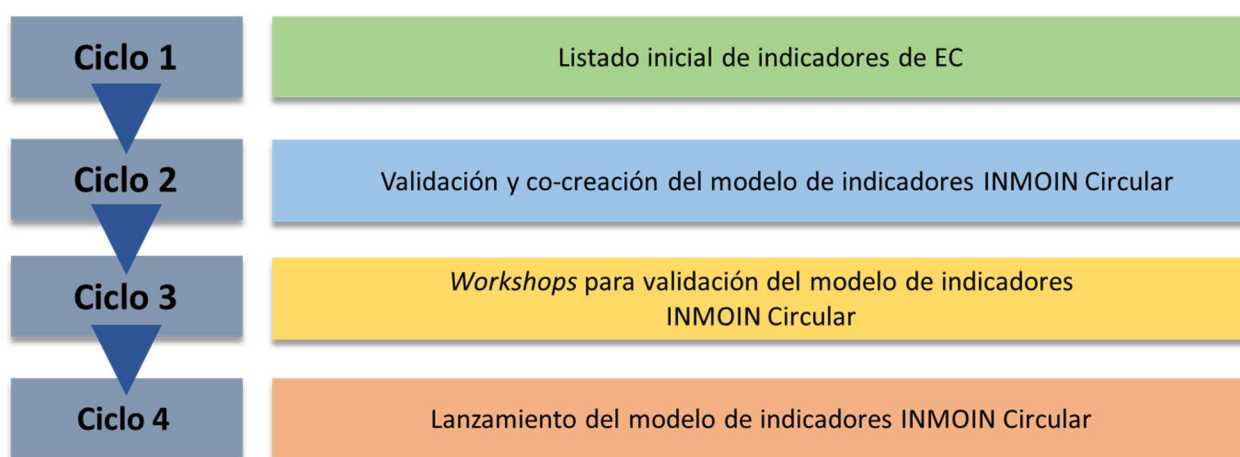 Ciclo 1
Listado inicial de indicadores de EC
Ciclo 2
Validación y co-creación del modelo de indicadores INMOIN Circular
Ciclo 3
Workshops para validación del modelo de indicadores
INMOIN Circular
Ciclo 4
Lanzamiento del modelo de indicadores INMOIN Circular